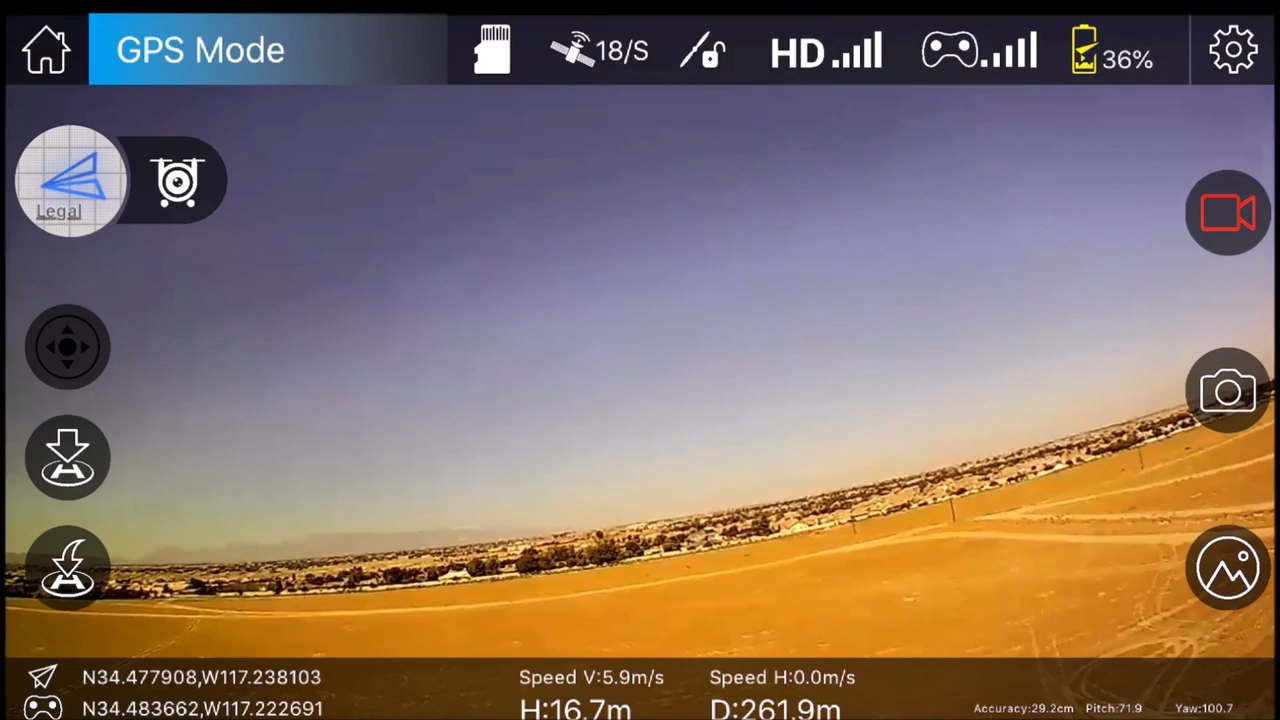 GPS Mode
18/S
HD
36%
Legal
N34.477908,W117.238103
Speed V:5.9m/s
Speed H:0.0m/s
N34.483662,W117.222691
H:16.7m
D:261.9m
Accuracy:29.2cm
Pitch:71.9
Yaw:100.7